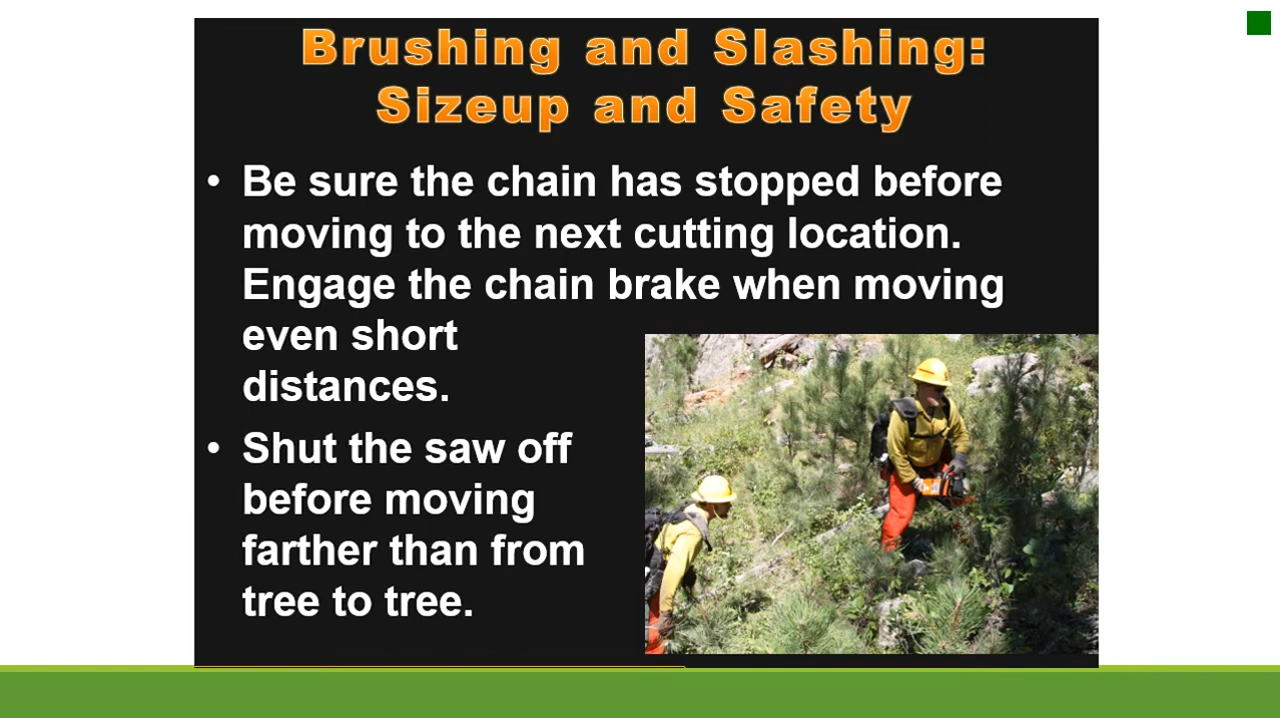 Brushing and Slashing:
Sizeup and Safety
• Be sure the chain has stopped before
moving to the next cutting location.
Engage the chain brake when moving
even short
distances.
• Shut the saw off
before moving
farther than from
tree to tree.